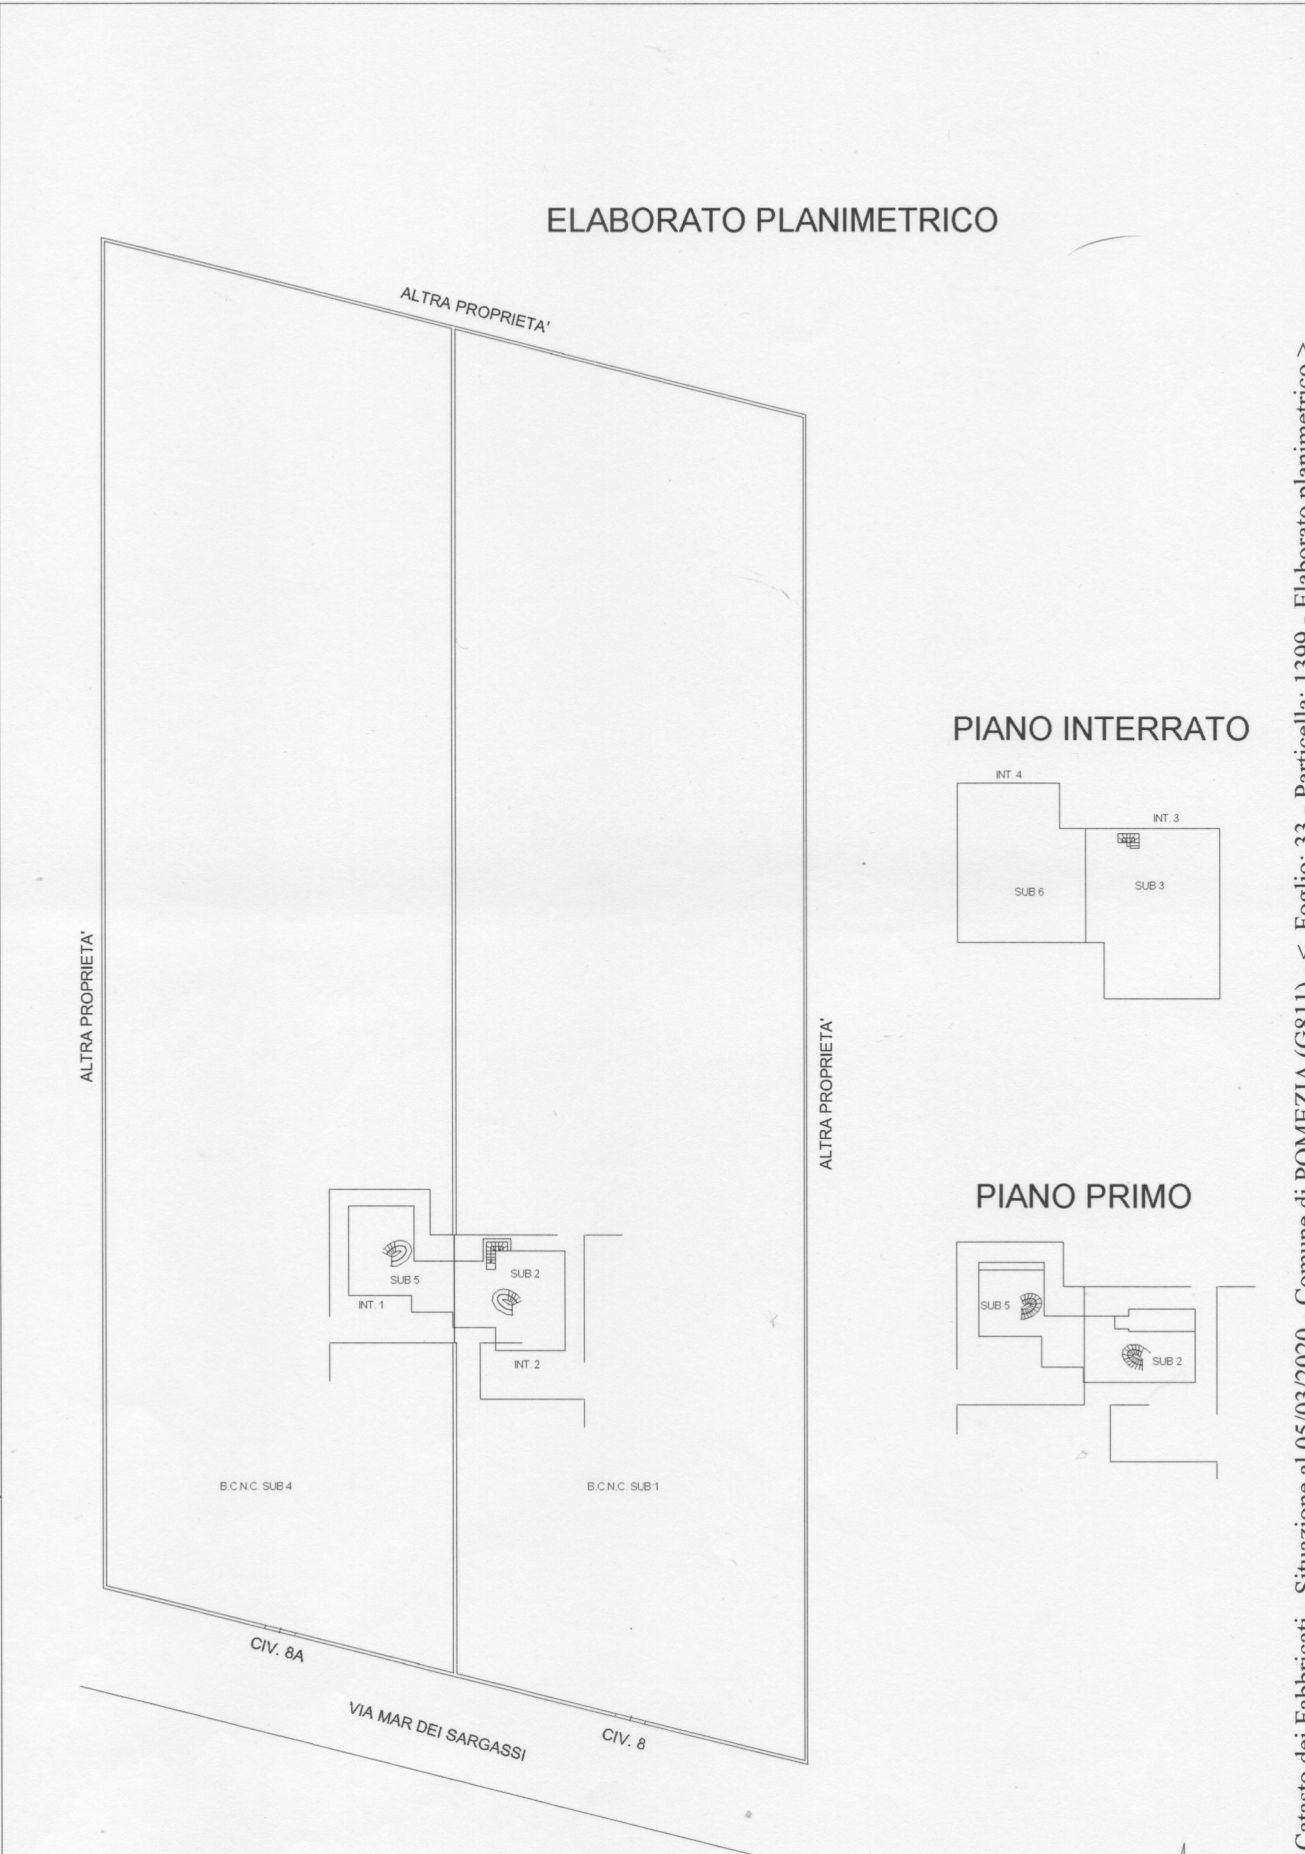 ELABORATO PLANIMETRICO
ALTRA PROPRIETA'
PIANO INTERRATO
INT. 4
INT. 3
SUB 6
SUB 3
ALTRA PROPRIETA'
ALTRA PROPRIETA'
PIANO PRIMO
SUB 5
SUB 2
INT. 1
INT. 2
SUB 5
SUB 2
B.C.N.C. SUB 4
B.C.N.C. SUB 1
CIV. 8A
VIA MAR DEI SARGASSI
CIV. 8
Catasto dei Fabbricati - Situazione al 05/03/2020 - Comune di POMEZIA (G811) - < Foglio: 33 - Particella: 1399 - Elaborato planimetrico >